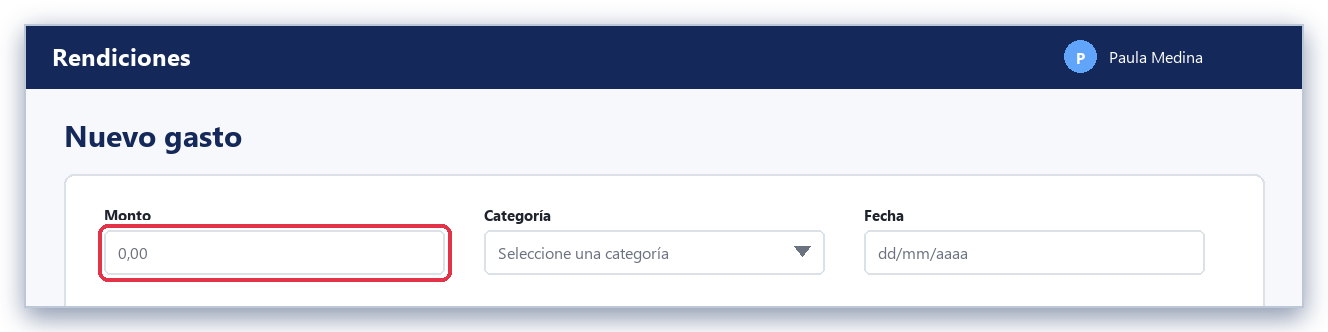 Rendiciones
P Paula Medina
Nuevo gasto
Monto Categoría Fecha
0,00 Seleccione una categoría dd/mm/aaaa